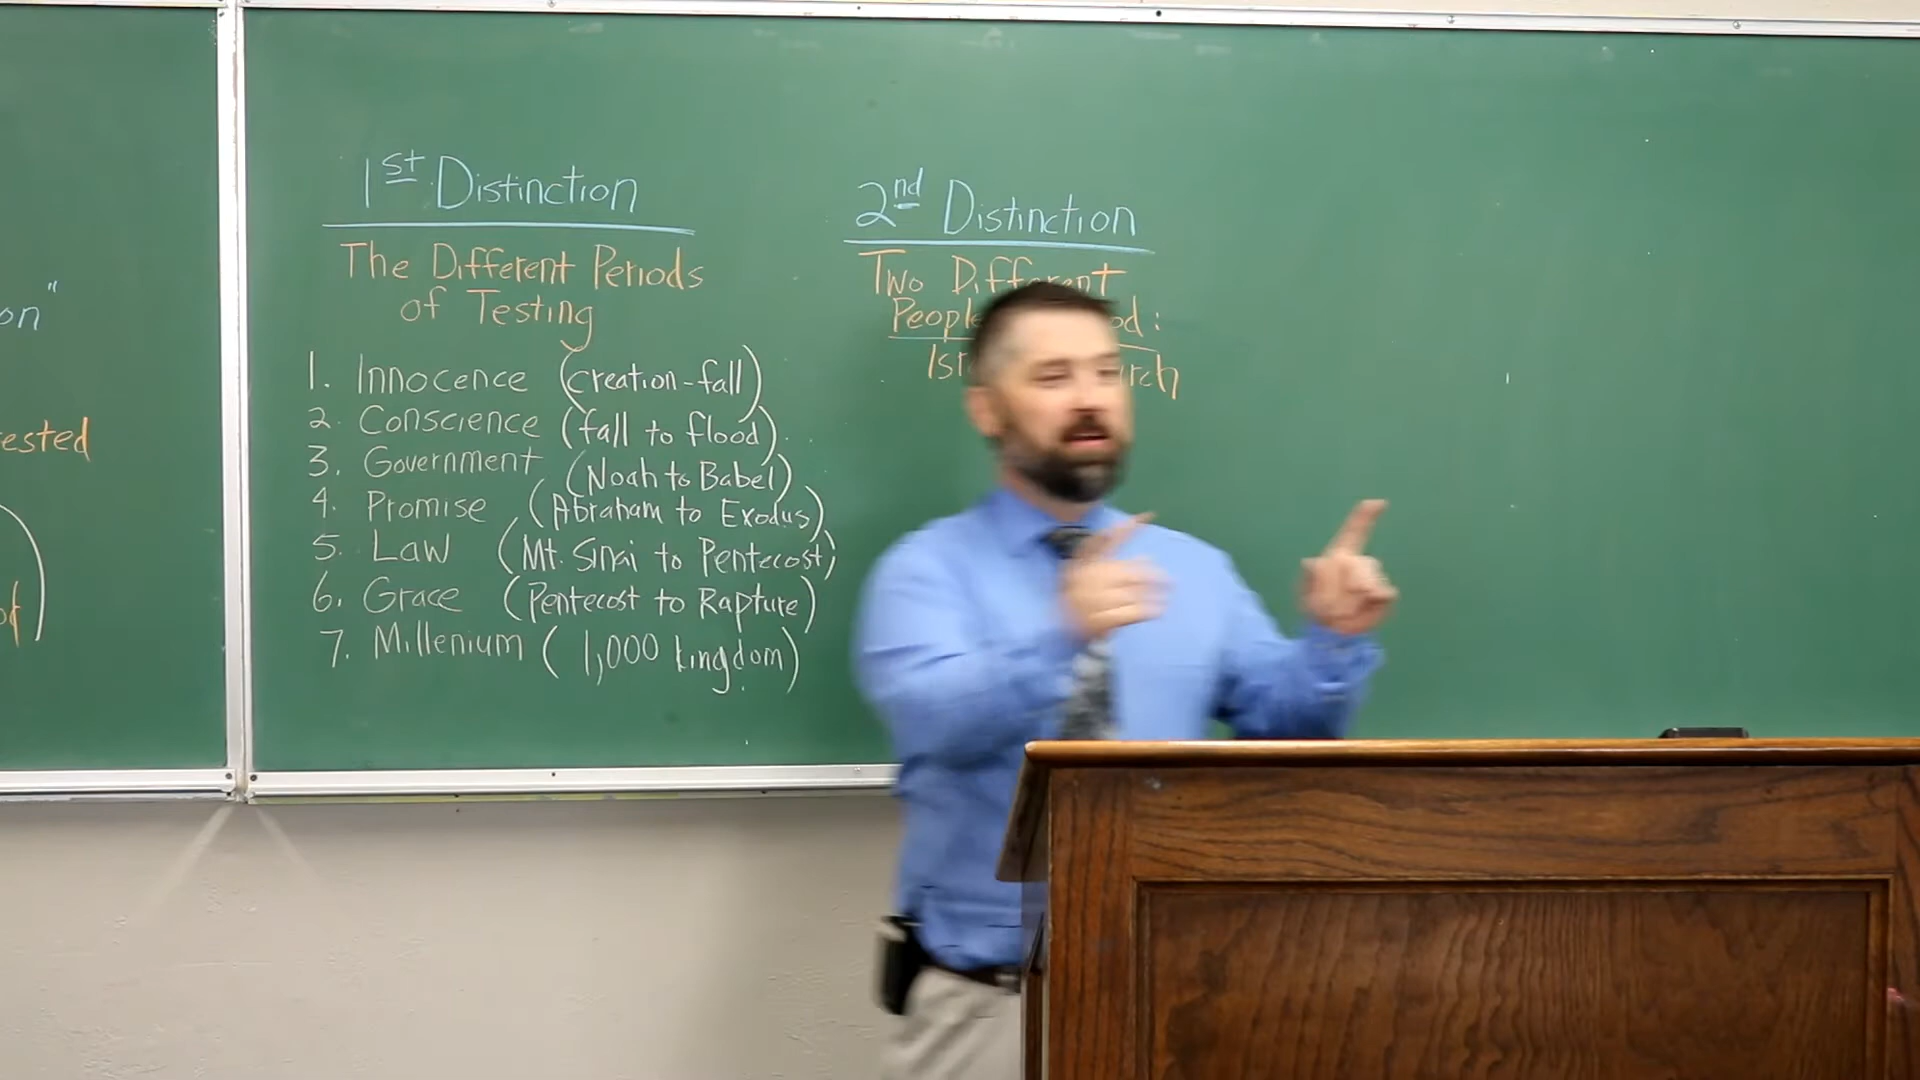 on"
ested
1st Distinction
The Different Periods
of Testing
1. Innocence (creation-fall)
2. Conscience (fall to flood)
3. Government (Noah to Babel)
4. Promise (Abraham to Exodus)
5. Law (Mt. Sinai to Pentecost)
6. Grace (Pentecost to Rapture)
7. Millenium (1,000 kingdom)
2nd Distinction
Two Different